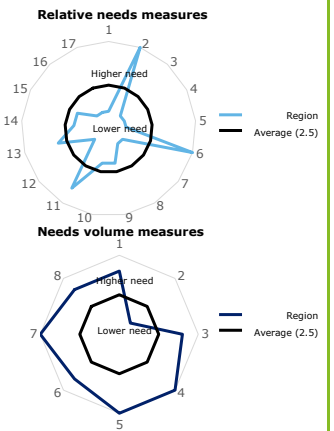 Relative needs measures
1
2
3
4
5
6
7
8
9
10
11
12
13
14
15
16
17
Higher need
Lower need
Region
Average (2.5)
Needs volume measures
1
2
3
4
5
6
7
8
Higher need
Lower need
Region
Average (2.5)